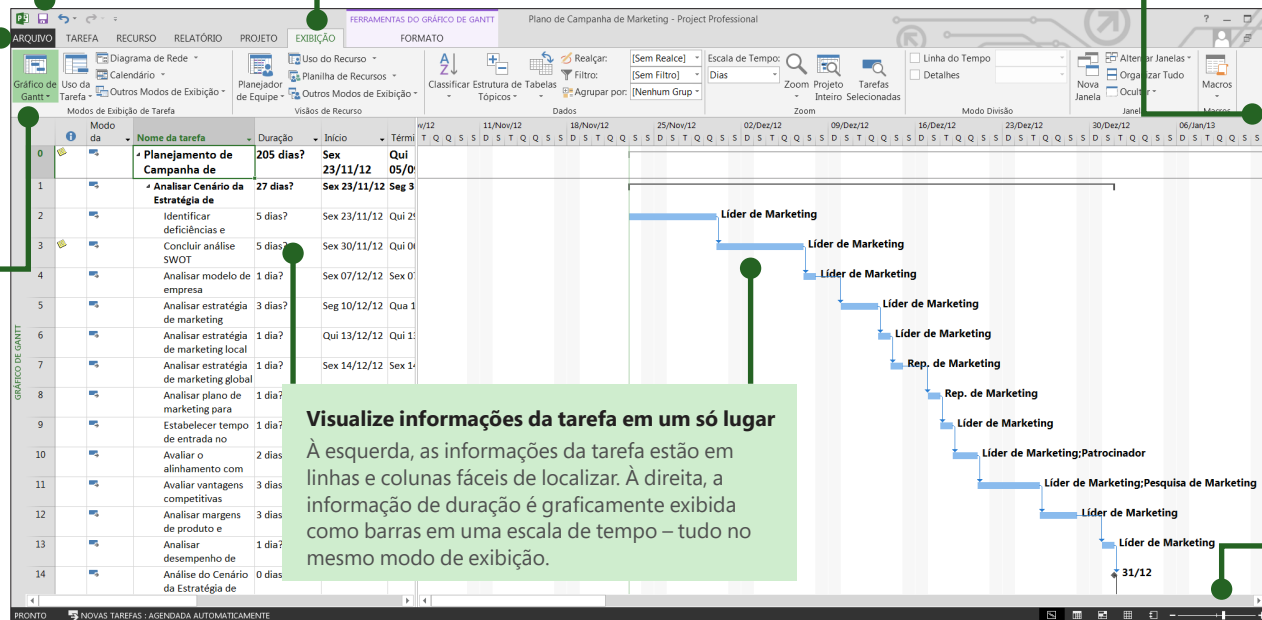 FERRAMENTAS DO GRÁFICO DE GANTT
Plano de Campanha de Marketing - Project Professional
ARQUIVO TAREFA RECURSO RELATÓRIO PROJETO EXIBIÇÃO FORMATO
Gráfico de Gantt
Uso da Tarefa
Diagrama de Rede
Calendário
Outros Modos de Exibição
Modos de Exibição de Tarefa
Planejador de Equipe
Uso do Recurso
Planilha de Recursos
Outros Modos de Exibição
Visões de Recurso
Classificar
Estrutura de Tópicos
Tabelas
Realçar: [Sem Realce]
Filtro: [Sem Filtro]
Agrupar por: [Nenhum Grup
Dados
Escala de Tempo:
Dias
Zoom
Projeto Inteiro
Tarefas Selecionadas
Zoom
Linha do Tempo
Detalhes
Modo Divisão
Nova Janela
Alternar Janelas
Organizar Tudo
Ocultar
Janela
Macros
Macros
Modo da
Nome da tarefa
Duração
Início
Térmi
v/12 11/Nov/12 18/Nov/12 25/Nov/12 02/Dez/12 09/Dez/12 16/Dez/12 23/Dez/12 30/Dez/12 06/Jan/13
S T Q Q S S D S T Q Q S S D S T Q Q S S D S T Q Q S S D S T Q Q S S D S T Q Q S S D S T Q Q S S D S T Q Q S S D S T Q Q S S D S T Q Q S S
0 Planejamento de Campanha de 205 dias? Sex 23/11/12 Qui 05/09
1 Analisar Cenário da Estratégia de 27 dias? Sex 23/11/12 Seg 3
2 Identificar deficiências e 5 dias? Sex 23/11/12 Qui 29
3 Concluir análise SWOT 5 dias? Sex 30/11/12 Qui 0
4 Analisar modelo de empresa 1 dia? Sex 07/12/12 Sex 0
5 Analisar estratégia de marketing 3 dias? Seg 10/12/12 Qua 1
6 Analisar estratégia de marketing local 1 dia? Qui 13/12/12 Qui 1
7 Analisar estratégia de marketing global 1 dia? Sex 14/12/12 Sex 14
8 Analisar plano de marketing para 1 dia?
9 Estabelecer tempo de entrada no 1 dia?
10 Avaliar o alinhamento com 2 dias
11 Avaliar vantagens competitivas 3 dias
12 Analisar margens de produto e 3 dias
13 Analisar desempenho de 1 dia?
14 Análise do Cenário da Estratégia de 0 dias
Líder de Marketing
Líder de Marketing
Líder de Marketing
Líder de Marketing
Líder de Marketing
Rep. de Marketing
Rep. de Marketing
Líder de Marketing
Líder de Marketing;Patrocinador
Líder de Marketing;Pesquisa de Marketing
Líder de Marketing
Líder de Marketing
31/12
GRÁFICO DE GANTT
Visualize informações da tarefa em um só lugar
À esquerda, as informações da tarefa estão em
linhas e colunas fáceis de localizar. À direita, a
informação de duração é graficamente exibida
como barras em uma escala de tempo – tudo no
mesmo modo de exibição.
PRONTO
NOVAS TAREFAS : AGENDADA AUTOMATICAMENTE